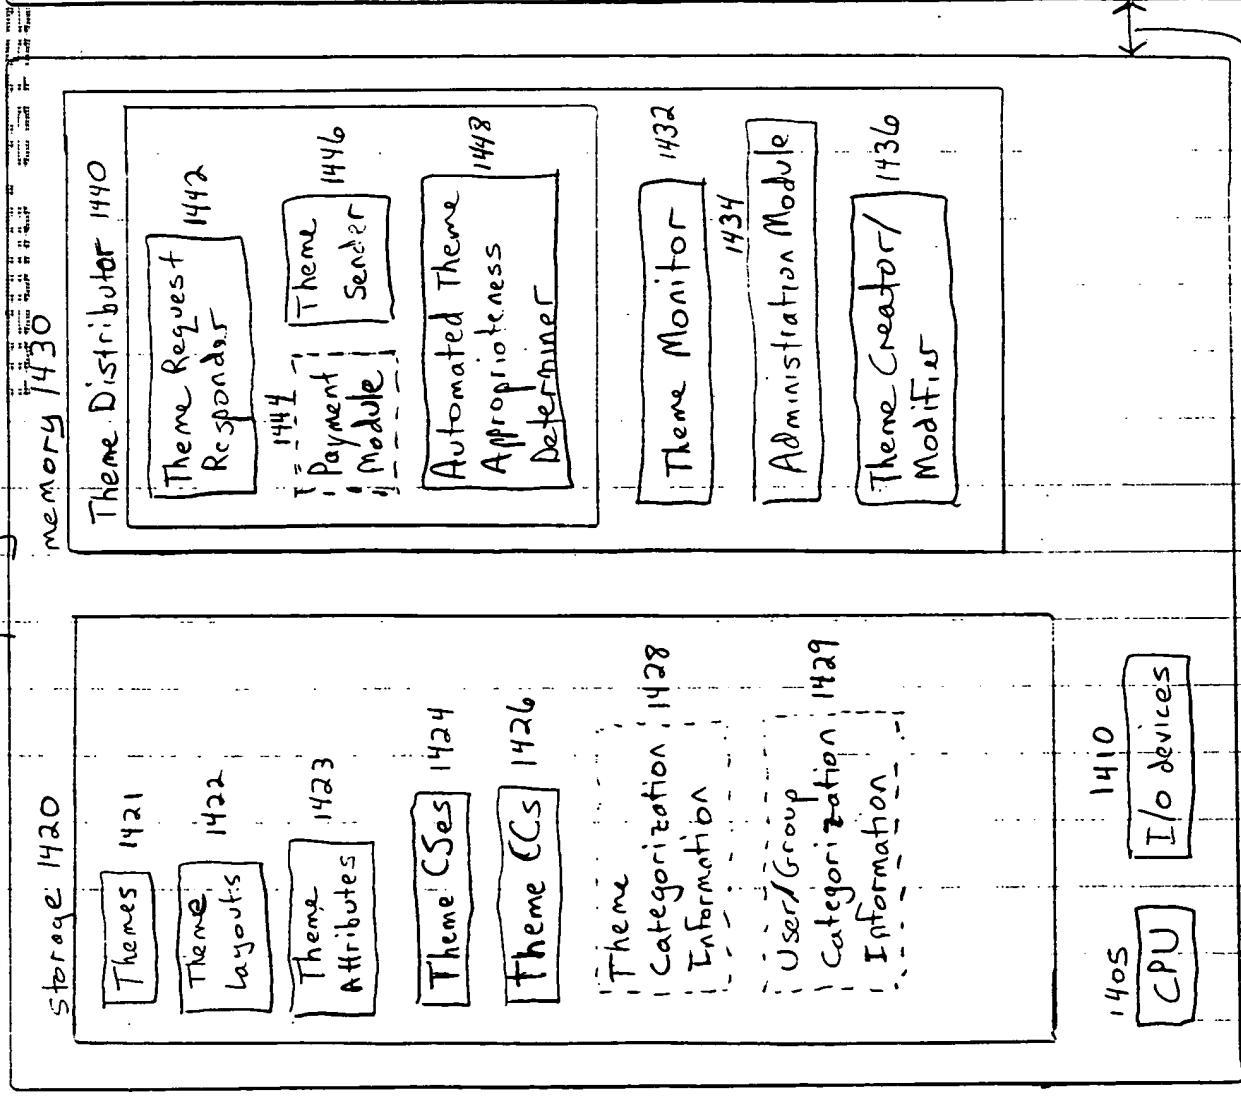 storage 1420
Themes 1421
Theme 1422
Layouts
Theme 1423
Attributes
Theme CSes 1424
Theme CCs 1426
Theme 1428
Categorization
Information
User/Group 1429
Categorization
Information
1405
CPU
1410
I/o devices
memory 1430
Theme Distributor 1440
Theme Request 1442
Responder
1444
Payment
Module
Theme 1446
Sender
Automated Theme 1448
Appropriateness
Determiner
Theme Monitor 1432
1434
Administration Module
Theme Creator/ 1436
Modifier